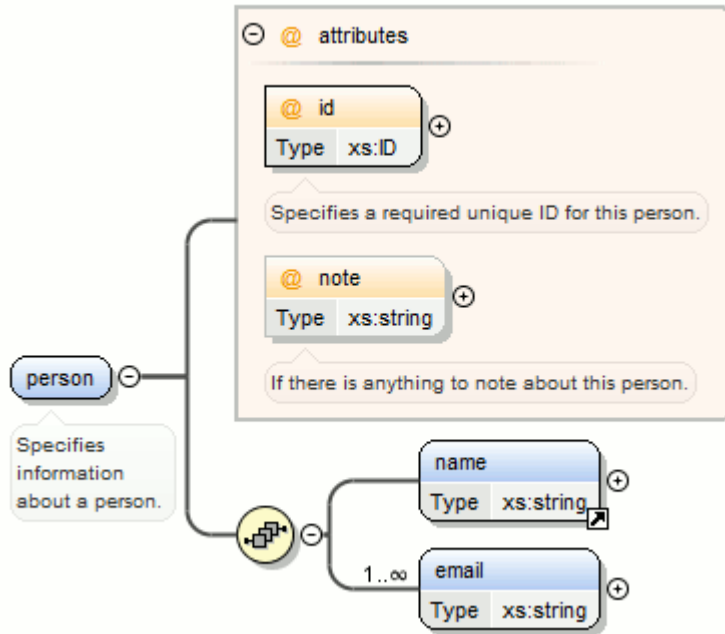 @ attributes
@ id
Type xs:ID
Specifies a required unique ID for this person.
@ note
Type xs:string
If there is anything to note about this person.
person
Specifies
information
about a person.
name
Type xs:string
1..∞
email
Type xs:string